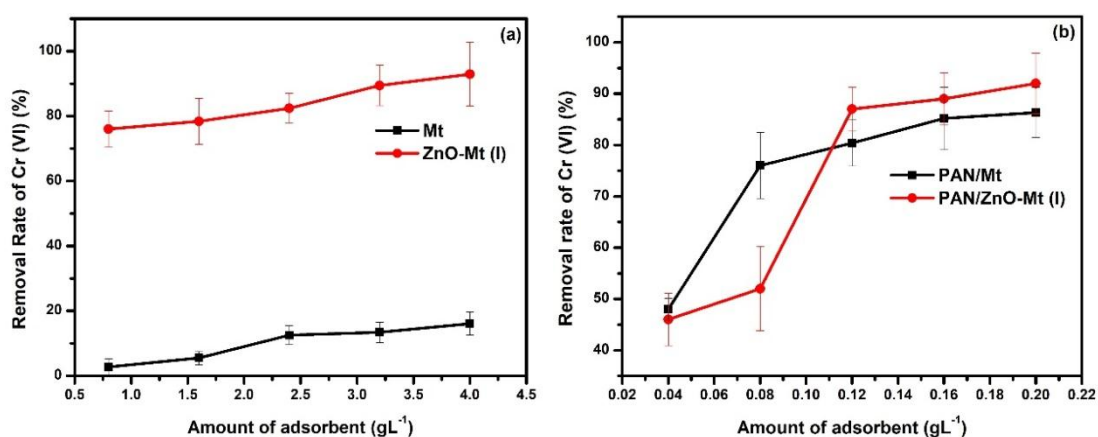 (a)
Removal Rate of Cr (VI) (%)
100
80
60
40
20
0
Mt
ZnO-Mt (I)
0.5 1.0 1.5 2.0 2.5 3.0 3.5 4.0 4.5
Amount of adsorbent (gL⁻¹)
(b)
Removal rate of Cr (VI) (%)
100
90
80
70
60
50
40
PAN/Mt
PAN/ZnO-Mt (I)
0.02 0.04 0.06 0.08 0.10 0.12 0.14 0.16 0.18 0.20 0.22
Amount of adsorbent (gL⁻¹)